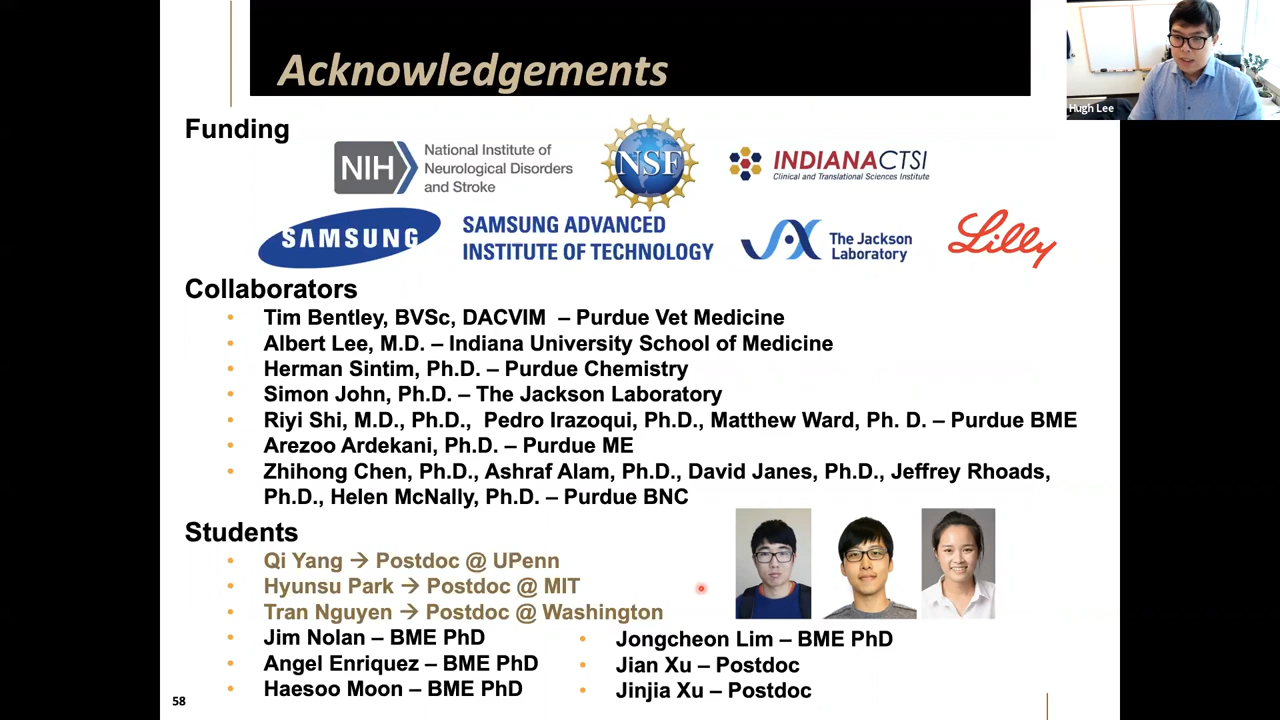 Acknowledgements
Hugh Lee
Funding
NIH National Institute of Neurological Disorders and Stroke
NSF
INDIANA CTSI
Clinical and Translational Sciences Institute
SAMSUNG
SAMSUNG ADVANCED
INSTITUTE OF TECHNOLOGY
The Jackson
Laboratory
Lilly
Collaborators
• Tim Bentley, BVSc, DACVIM – Purdue Vet Medicine
• Albert Lee, M.D. – Indiana University School of Medicine
• Herman Sintim, Ph.D. – Purdue Chemistry
• Simon John, Ph.D. – The Jackson Laboratory
• Riyi Shi, M.D., Ph.D., Pedro Irazoqui, Ph.D., Matthew Ward, Ph. D. – Purdue BME
• Arezoo Ardekani, Ph.D. – Purdue ME
• Zhihong Chen, Ph.D., Ashraf Alam, Ph.D., David Janes, Ph.D., Jeffrey Rhoads,
Ph.D., Helen McNally, Ph.D. – Purdue BNC
Students
• Qi Yang → Postdoc @ UPenn
• Hyunsu Park → Postdoc @ MIT
• Tran Nguyen → Postdoc @ Washington
• Jim Nolan – BME PhD
• Angel Enriquez – BME PhD
• Haesoo Moon – BME PhD
• Jongcheon Lim – BME PhD
• Jian Xu – Postdoc
• Jinjia Xu – Postdoc
58